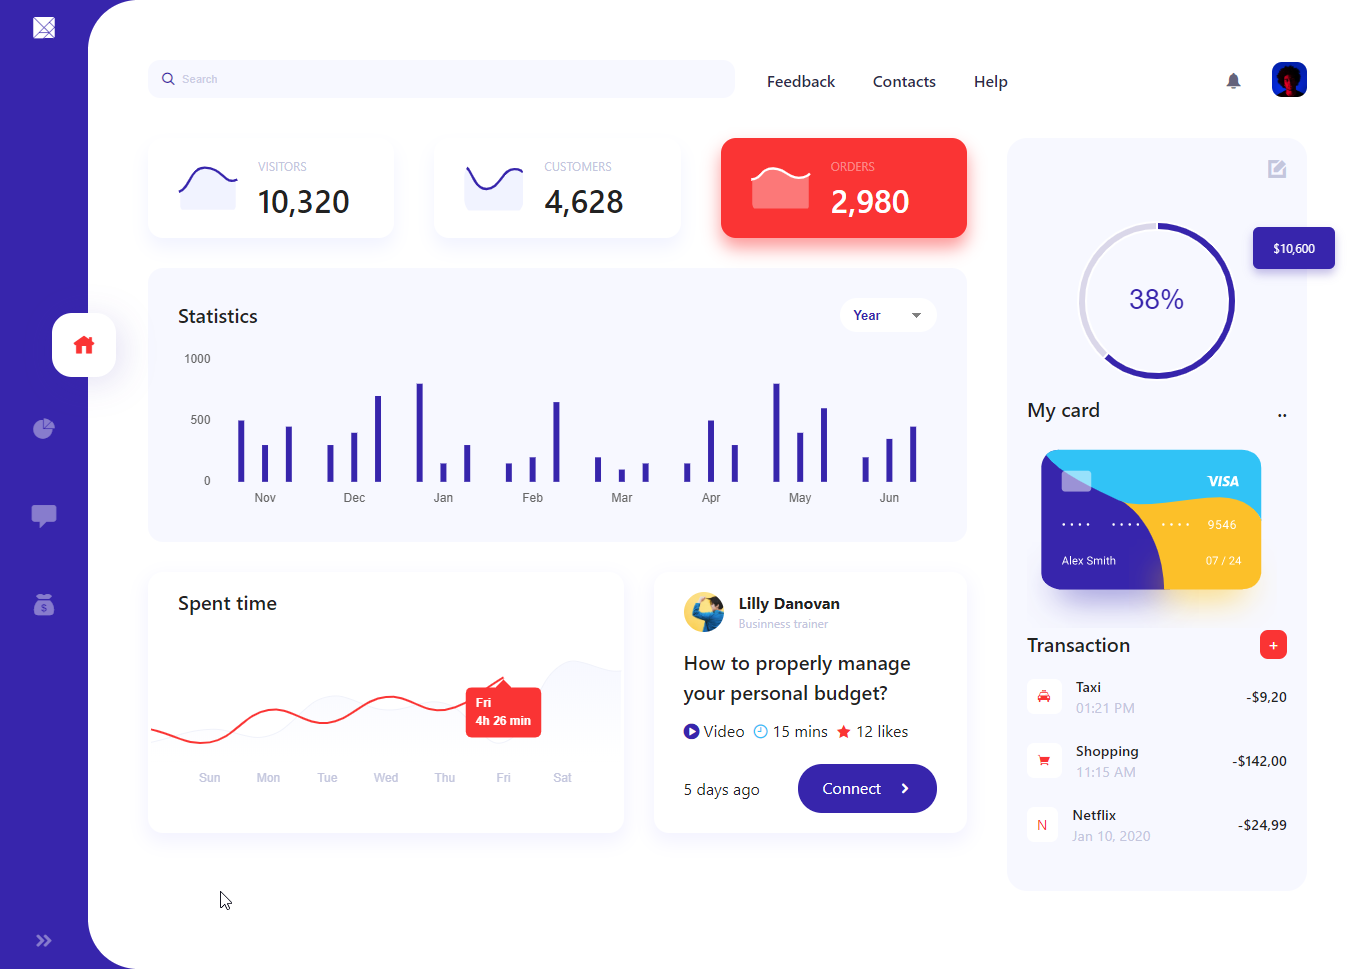 Search
Feedback Contacts Help
VISITORS
10,320
CUSTOMERS
4,628
ORDERS
2,980
$10,600
38%
Statistics
Year
1000
500
0
Nov Dec Jan Feb Mar Apr May Jun
My card
..
VISA
•••• •••• •••• 9546
Alex Smith 07 / 24
Spent time
Fri
4h 26 min
Sun Mon Tue Wed Thu Fri Sat
Lilly Danovan
Businness trainer
How to properly manage
your personal budget?
Video 15 mins 12 likes
5 days ago
Connect
Transaction
+
Taxi
01:21 PM
-$9,20
Shopping
11:15 AM
-$142,00
N
Netflix
Jan 10, 2020
-$24,99
$